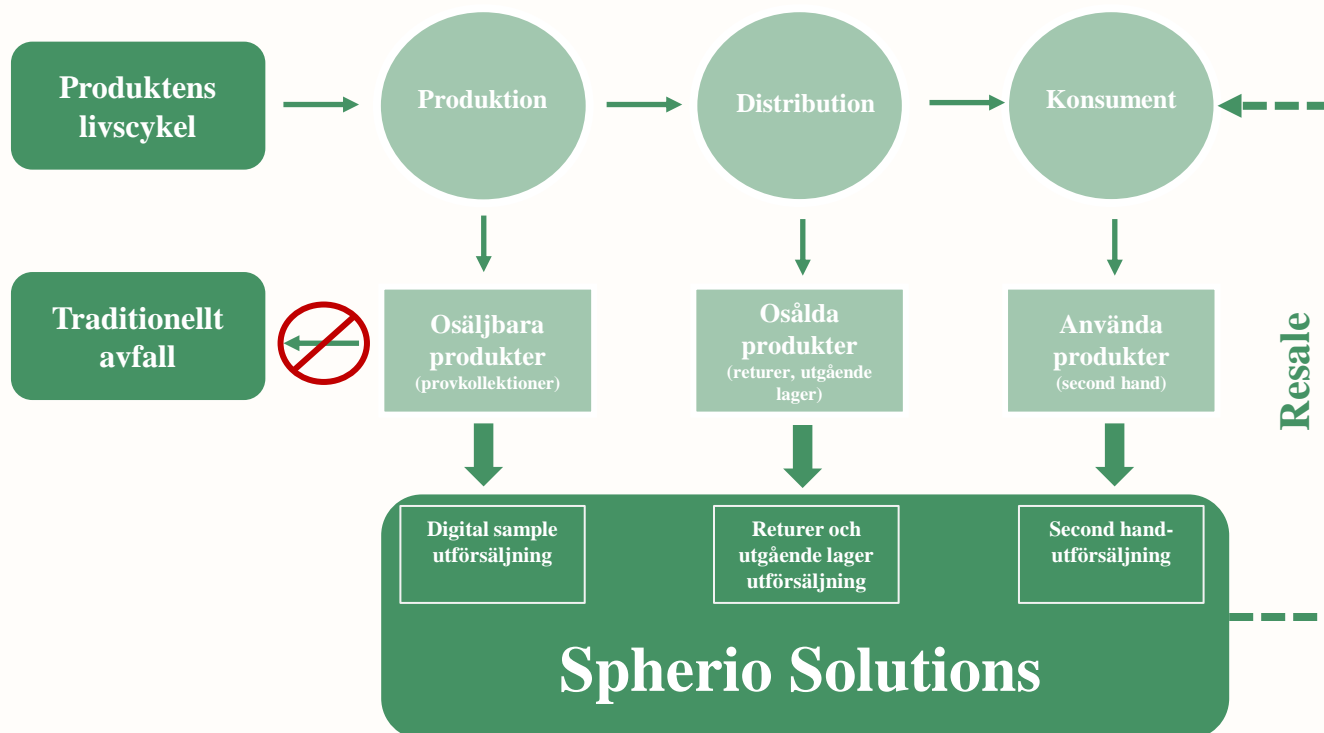 Produktens
livscykel
Produktion
Distribution
Konsument
Traditionellt
avfall
Osäljbara
produkter
(provkollektioner)
Osålda
produkter
(returer, utgående
lager)
Använda
produkter
(second hand)
Resale
Digital sample
utförsäljning
Returer och
utgående lager
utförsäljning
Second hand-
utförsäljning
Spherio Solutions